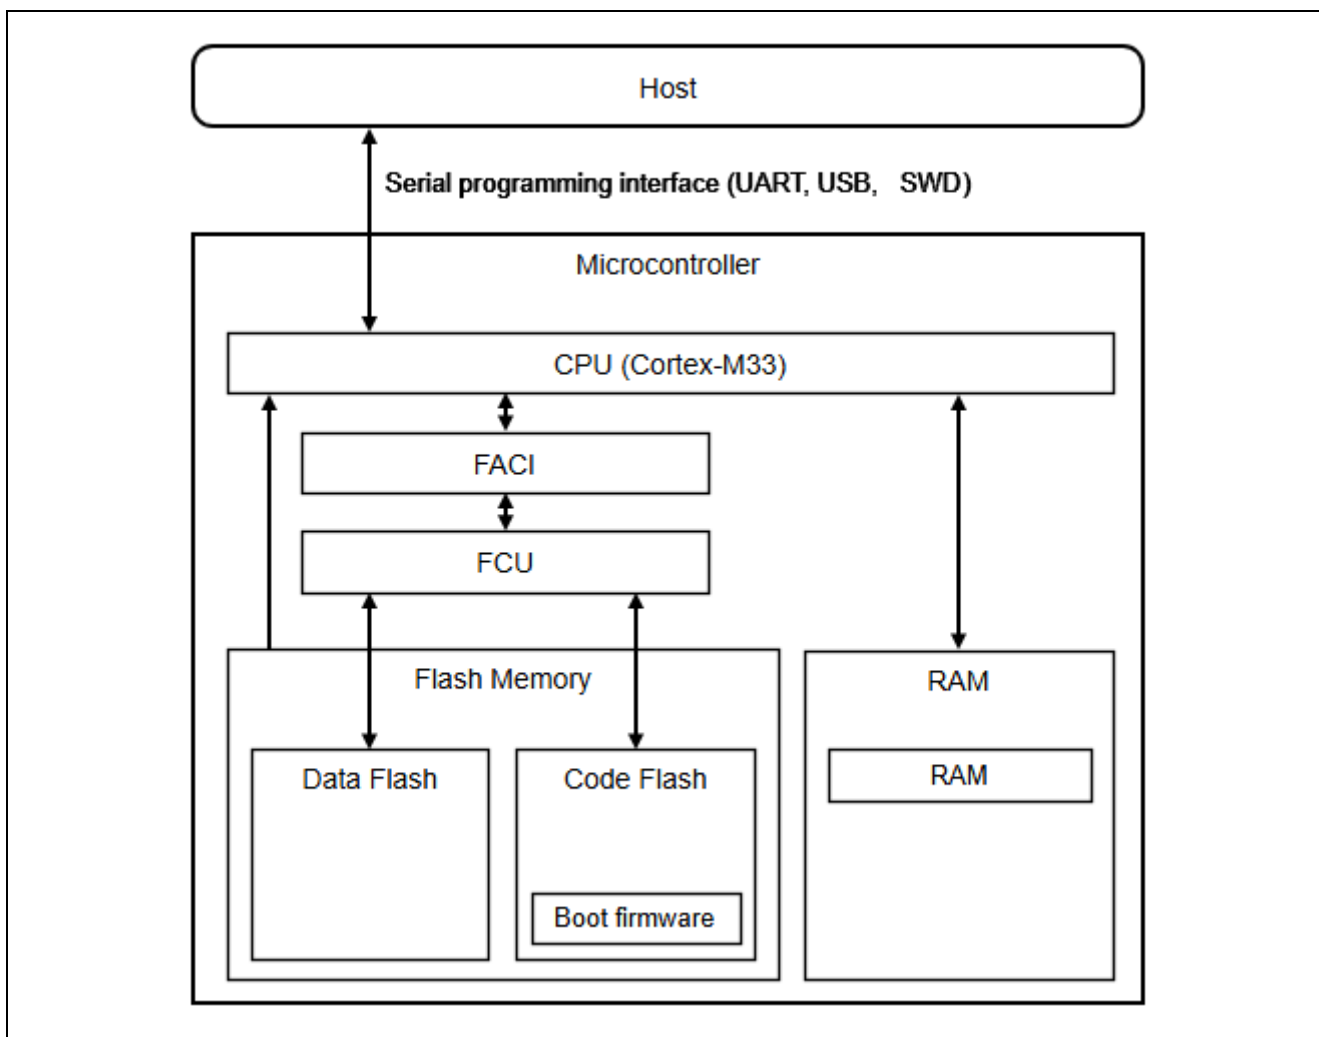 Host
Serial programming interface (UART, USB, SWD)
Microcontroller
CPU (Cortex-M33)
FACI
FCU
Flash Memory
RAM
Data Flash
Code Flash
RAM
Boot firmware